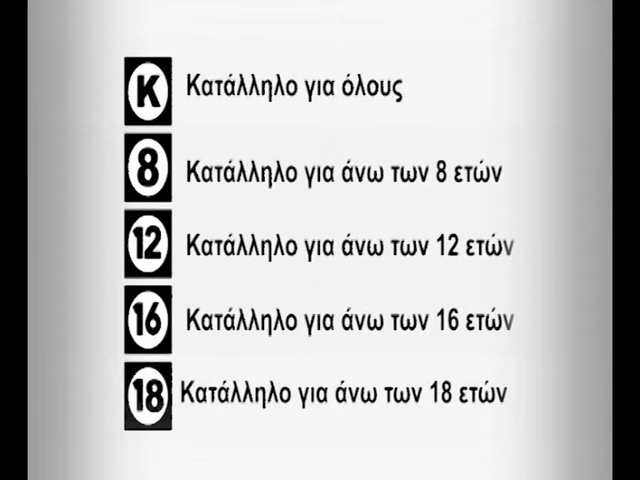 K Κατάλληλο για όλους
8 Κατάλληλο για άνω των 8 ετών
12 Κατάλληλο για άνω των 12 ετών
16 Κατάλληλο για άνω των 16 ετών
18 Κατάλληλο για άνω των 18 ετών